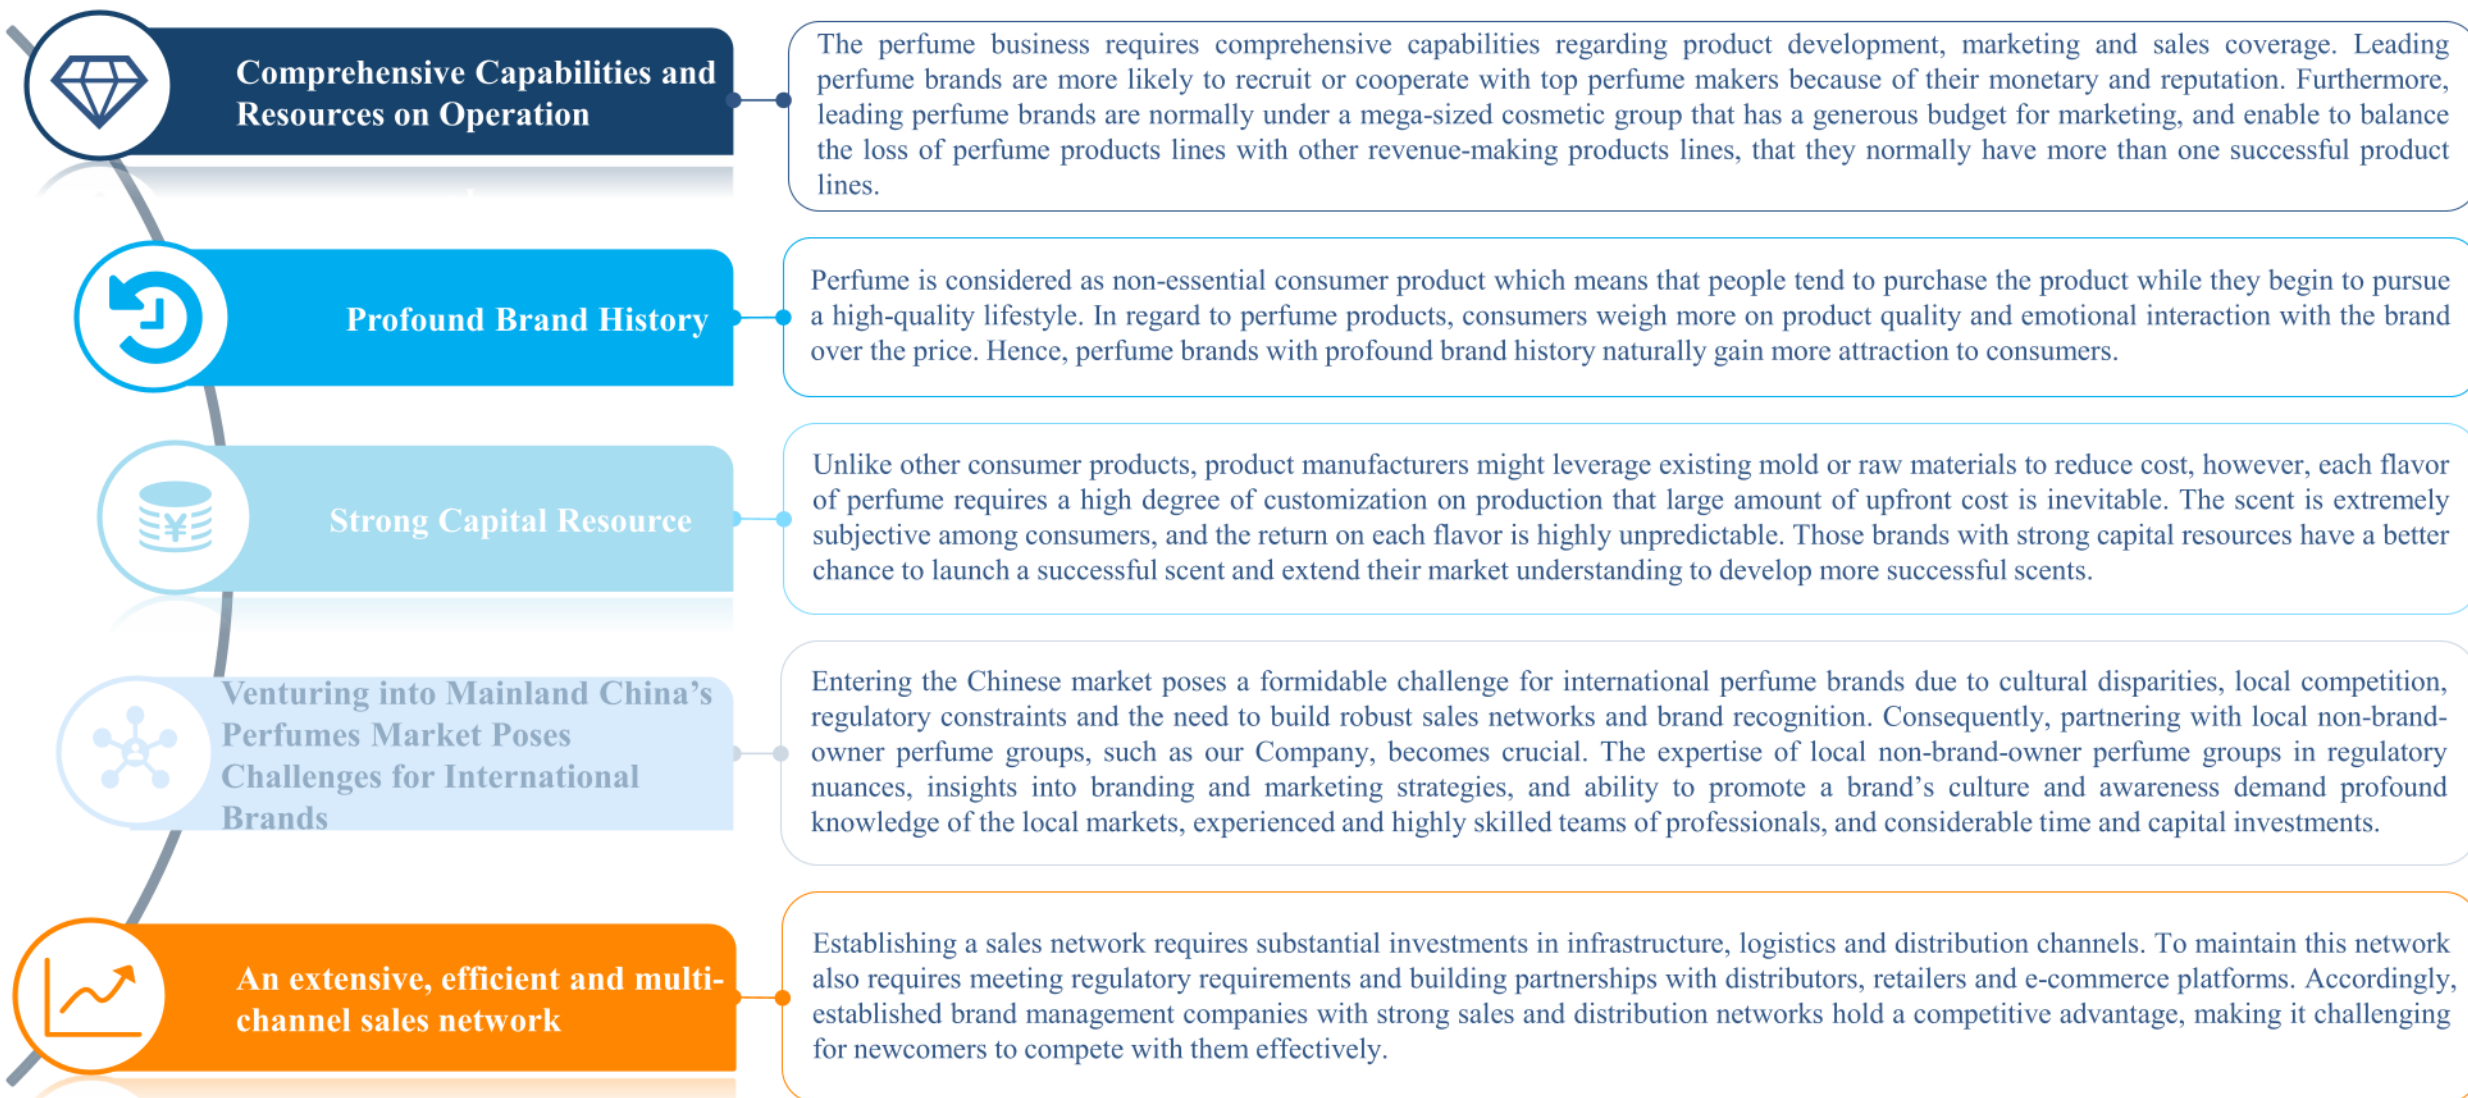 Comprehensive Capabilities and
Resources on Operation
The perfume business requires comprehensive capabilities regarding product development, marketing and sales coverage. Leading
perfume brands are more likely to recruit or cooperate with top perfume makers because of their monetary and reputation. Furthermore,
leading perfume brands are normally under a mega-sized cosmetic group that has a generous budget for marketing, and enable to balance
the loss of perfume products lines with other revenue-making products lines, that they normally have more than one successful product
lines.
Profound Brand History
Perfume is considered as non-essential consumer product which means that people tend to purchase the product while they begin to pursue
a high-quality lifestyle. In regard to perfume products, consumers weigh more on product quality and emotional interaction with the brand
over the price. Hence, perfume brands with profound brand history naturally gain more attraction to consumers.
¥
Strong Capital Resource
Unlike other consumer products, product manufacturers might leverage existing mold or raw materials to reduce cost, however, each flavor
of perfume requires a high degree of customization on production that large amount of upfront cost is inevitable. The scent is extremely
subjective among consumers, and the return on each flavor is highly unpredictable. Those brands with strong capital resources have a better
chance to launch a successful scent and extend their market understanding to develop more successful scents.
Venturing into Mainland China’s
Perfumes Market Poses
Challenges for International
Brands
Entering the Chinese market poses a formidable challenge for international perfume brands due to cultural disparities, local competition,
regulatory constraints and the need to build robust sales networks and brand recognition. Consequently, partnering with local non-brand-
owner perfume groups, such as our Company, becomes crucial. The expertise of local non-brand-owner perfume groups in regulatory
nuances, insights into branding and marketing strategies, and ability to promote a brand’s culture and awareness demand profound
knowledge of the local markets, experienced and highly skilled teams of professionals, and considerable time and capital investments.
An extensive, efficient and multi-
channel sales network
Establishing a sales network requires substantial investments in infrastructure, logistics and distribution channels. To maintain this network
also requires meeting regulatory requirements and building partnerships with distributors, retailers and e-commerce platforms. Accordingly,
established brand management companies with strong sales and distribution networks hold a competitive advantage, making it challenging
for newcomers to compete with them effectively.